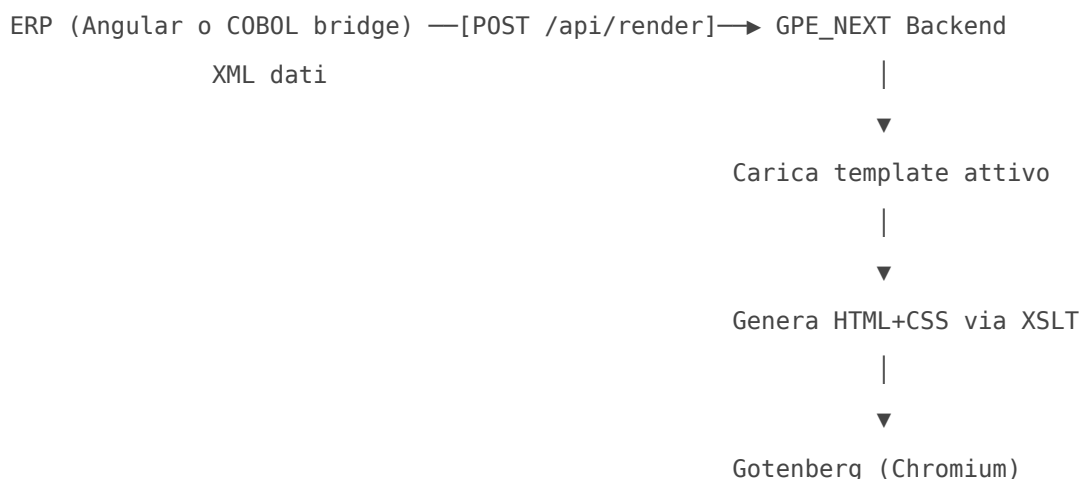 ERP (Angular o COBOL bridge) ──[POST /api/render]──▶ GPE_NEXT Backend
XML dati │
▼
Carica template attivo
│
▼
Genera HTML+CSS via XSLT
│
▼
Gotenberg (Chromium)